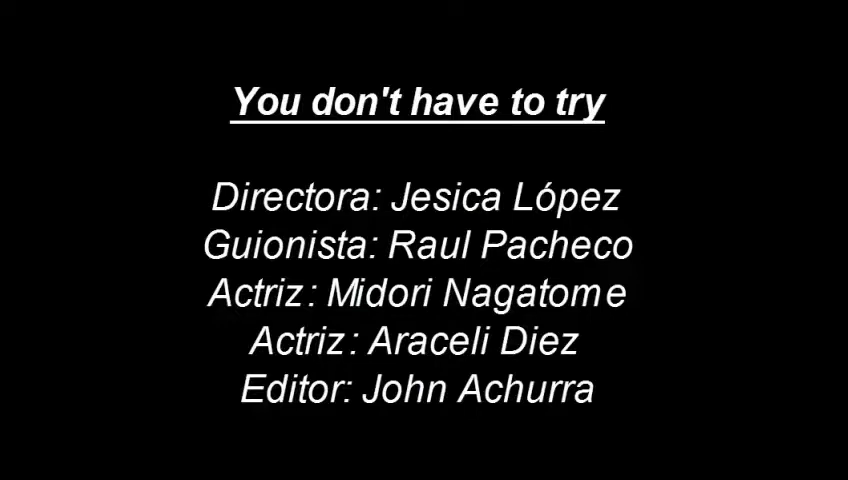 You don't have to try
Directora: Jesica López
Guionista: Raul Pacheco
Actriz: Midori Nagatome
Actriz: Araceli Diez
Editor: John Achurra